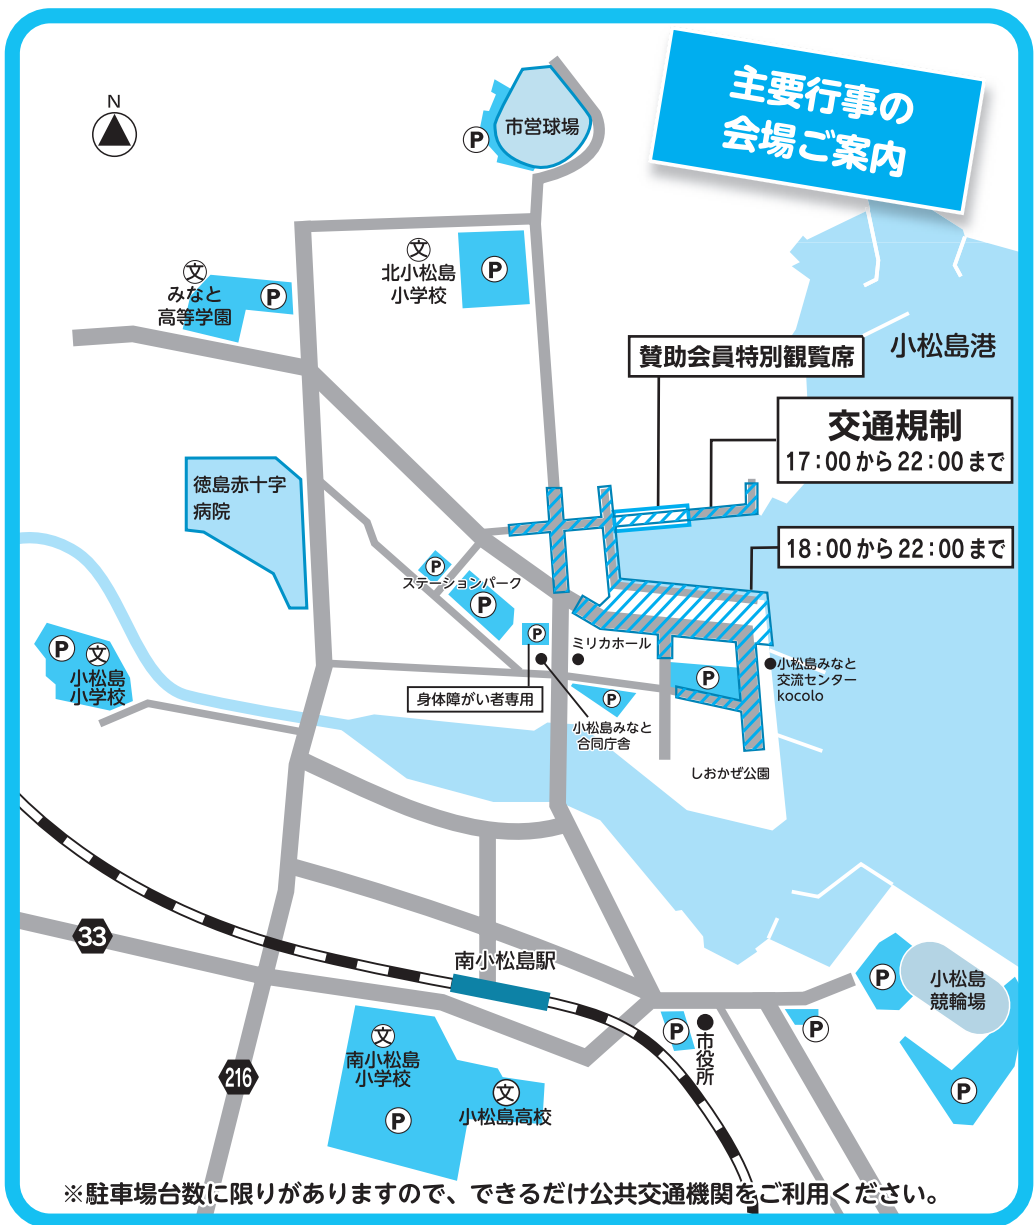 主要行事の
会場ご案内
N
市営球場
P
文
北小松島
小学校
P
文
みなと
高等学園
P
小松島港
賛助会員特別観覧席
交通規制
17：00から22：00まで
18：00から22：00まで
徳島赤十字
病院
P
ステーションパーク
P
P
身体障がい者専用
ミリカホール
小松島みなと
合同庁舎
P
P
小松島みなと
交流センター
kocolo
しおかぜ公園
P
文
小松島
小学校
33
南小松島駅
216
文
南小松島
小学校
P
文
小松島高校
P
市役所
P
P
小松島
競輪場
P
※駐車場台数に限りがありますので、できるだけ公共交通機関をご利用ください。